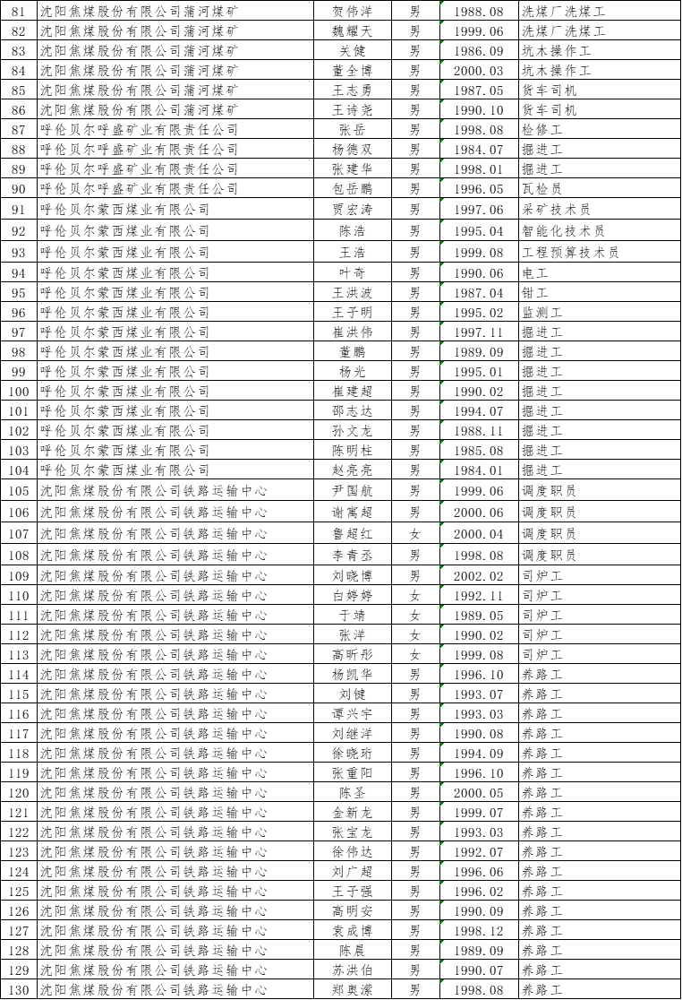 81 沈阳焦煤股份有限公司蒲河煤矿 贺伟洋 男 1988.08 洗煤厂洗煤工
82 沈阳焦煤股份有限公司蒲河煤矿 魏耀天 男 1999.06 洗煤厂洗煤工
83 沈阳焦煤股份有限公司蒲河煤矿 关健 男 1986.09 坑木操作工
84 沈阳焦煤股份有限公司蒲河煤矿 董全博 男 2000.03 坑木操作工
85 沈阳焦煤股份有限公司蒲河煤矿 王志勇 男 1987.05 货车司机
86 沈阳焦煤股份有限公司蒲河煤矿 王诗尧 男 1990.10 货车司机
87 呼伦贝尔呼盛矿业有限责任公司 张岳 男 1998.08 检修工
88 呼伦贝尔呼盛矿业有限责任公司 杨德双 男 1984.07 掘进工
89 呼伦贝尔呼盛矿业有限责任公司 张建华 男 1998.01 掘进工
90 呼伦贝尔呼盛矿业有限责任公司 包岳鹏 男 1996.05 瓦检员
91 呼伦贝尔蒙西煤业有限公司 贾宏涛 男 1997.06 采矿技术员
92 呼伦贝尔蒙西煤业有限公司 陈浩 男 1995.04 智能化技术员
93 呼伦贝尔蒙西煤业有限公司 王浩 男 1999.08 工程预算技术员
94 呼伦贝尔蒙西煤业有限公司 叶奇 男 1990.06 电工
95 呼伦贝尔蒙西煤业有限公司 王洪波 男 1987.04 钳工
96 呼伦贝尔蒙西煤业有限公司 王子明 男 1995.02 监测工
97 呼伦贝尔蒙西煤业有限公司 崔洪伟 男 1997.11 掘进工
98 呼伦贝尔蒙西煤业有限公司 董鹏 男 1989.09 掘进工
99 呼伦贝尔蒙西煤业有限公司 杨光 男 1995.01 掘进工
100 呼伦贝尔蒙西煤业有限公司 崔建超 男 1990.02 掘进工
101 呼伦贝尔蒙西煤业有限公司 邵志达 男 1994.07 掘进工
102 呼伦贝尔蒙西煤业有限公司 孙文龙 男 1988.11 掘进工
103 呼伦贝尔蒙西煤业有限公司 陈明柱 男 1985.08 掘进工
104 呼伦贝尔蒙西煤业有限公司 赵亮亮 男 1984.01 掘进工
105 沈阳焦煤股份有限公司铁路运输中心 尹国航 男 1999.06 调度职员
106 沈阳焦煤股份有限公司铁路运输中心 谢寓超 男 2000.06 调度职员
107 沈阳焦煤股份有限公司铁路运输中心 鲁超红 女 2000.04 调度职员
108 沈阳焦煤股份有限公司铁路运输中心 李青丞 男 1998.08 调度职员
109 沈阳焦煤股份有限公司铁路运输中心 刘晓博 男 2002.02 司炉工
110 沈阳焦煤股份有限公司铁路运输中心 白婷婷 女 1992.11 司炉工
111 沈阳焦煤股份有限公司铁路运输中心 于靖 女 1989.05 司炉工
112 沈阳焦煤股份有限公司铁路运输中心 张洋 女 1990.02 司炉工
113 沈阳焦煤股份有限公司铁路运输中心 高昕彤 女 1999.08 司炉工
114 沈阳焦煤股份有限公司铁路运输中心 杨凯华 男 1996.10 养路工
115 沈阳焦煤股份有限公司铁路运输中心 刘键 男 1993.07 养路工
116 沈阳焦煤股份有限公司铁路运输中心 谭兴宇 男 1993.03 养路工
117 沈阳焦煤股份有限公司铁路运输中心 刘继洋 男 1990.08 养路工
118 沈阳焦煤股份有限公司铁路运输中心 徐晓珩 男 1994.09 养路工
119 沈阳焦煤股份有限公司铁路运输中心 张重阳 男 1996.10 养路工
120 沈阳焦煤股份有限公司铁路运输中心 陈圣 男 2000.05 养路工
121 沈阳焦煤股份有限公司铁路运输中心 金新龙 男 1999.07 养路工
122 沈阳焦煤股份有限公司铁路运输中心 张宝龙 男 1993.03 养路工
123 沈阳焦煤股份有限公司铁路运输中心 徐伟达 男 1992.07 养路工
124 沈阳焦煤股份有限公司铁路运输中心 刘广超 男 1996.06 养路工
125 沈阳焦煤股份有限公司铁路运输中心 王子强 男 1996.02 养路工
126 沈阳焦煤股份有限公司铁路运输中心 高明安 男 1990.09 养路工
127 沈阳焦煤股份有限公司铁路运输中心 袁成博 男 1998.12 养路工
128 沈阳焦煤股份有限公司铁路运输中心 陈晨 男 1989.09 养路工
129 沈阳焦煤股份有限公司铁路运输中心 苏洪伯 男 1990.07 养路工
130 沈阳焦煤股份有限公司铁路运输中心 郑奥潆 男 1998.08 养路工